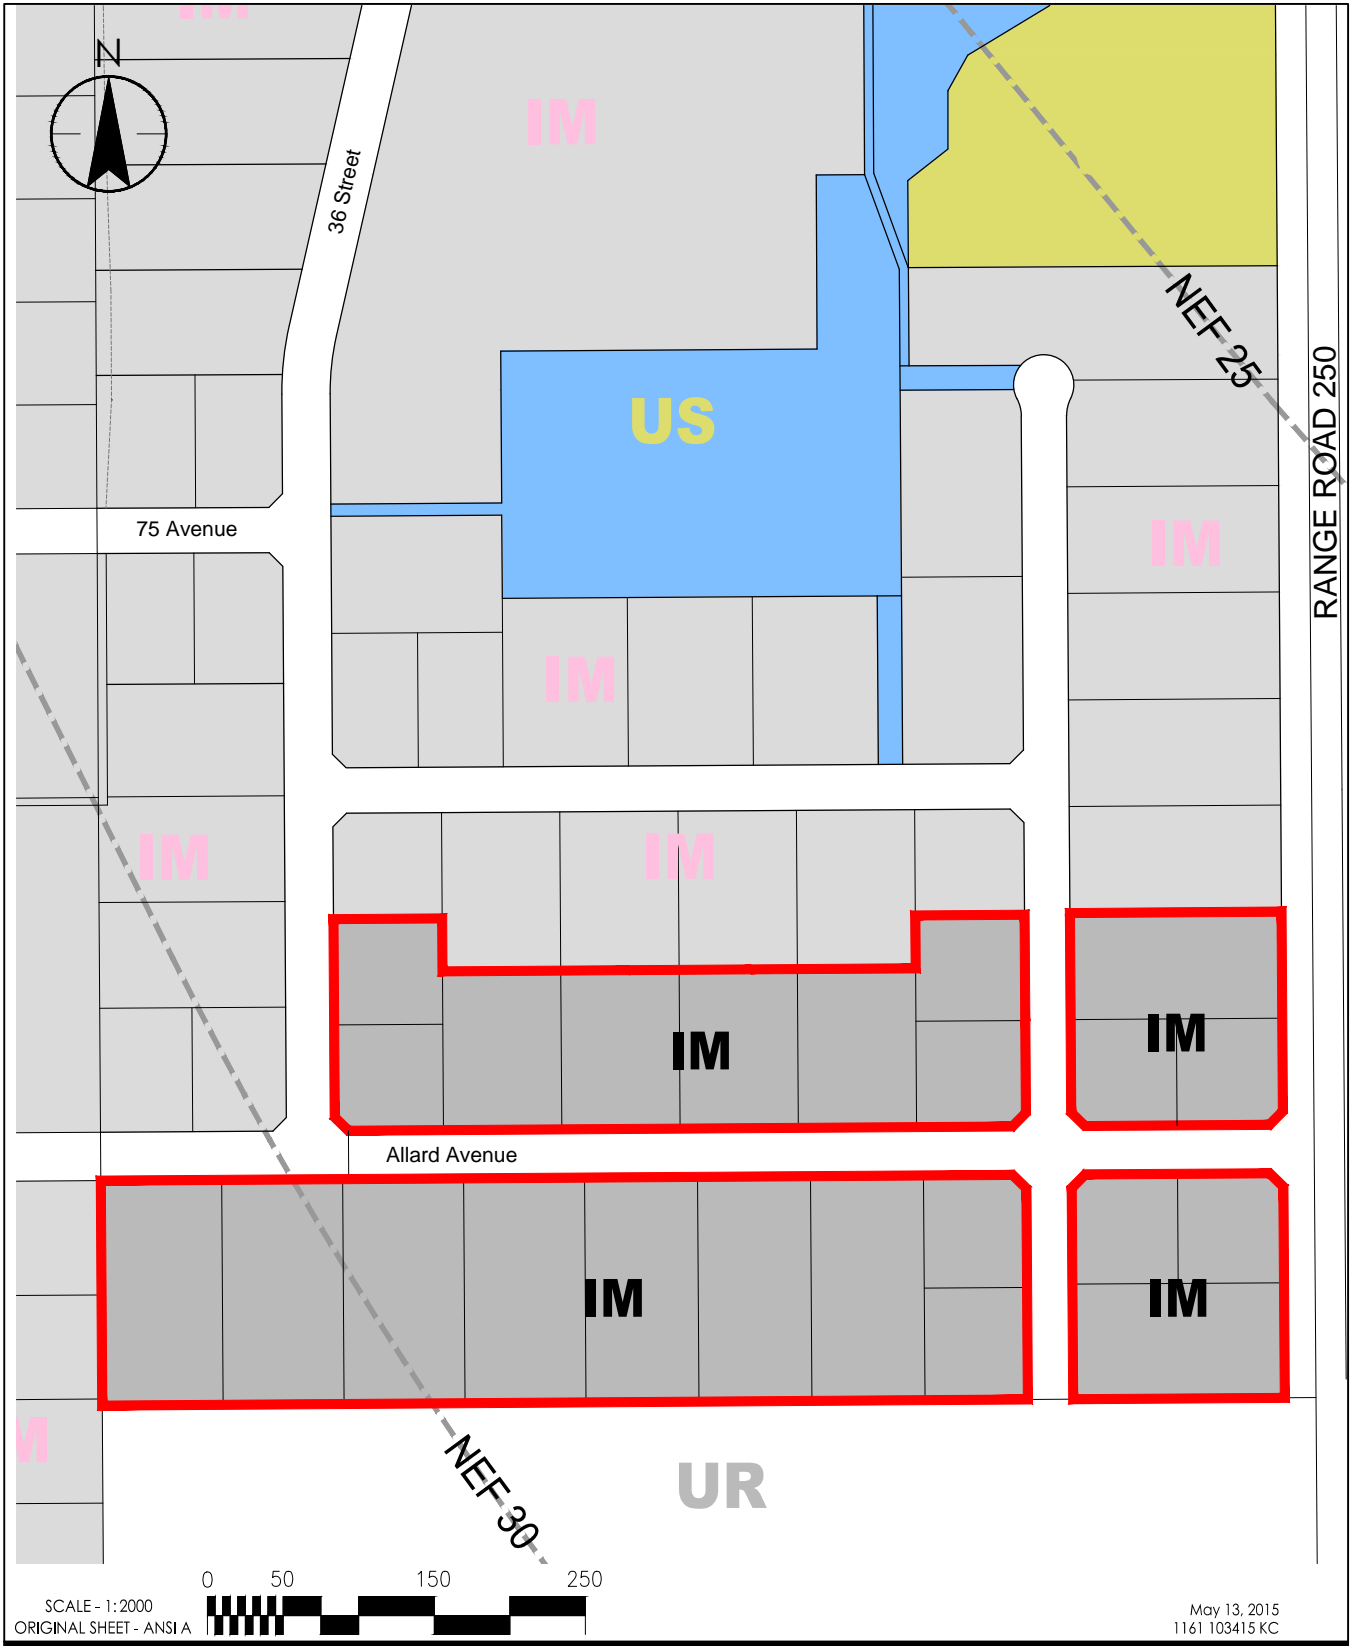 IM
N
IM
36 Street
NEF 25
RANGE ROAD 250
US
75 Avenue
IM
IM
IM
IM
IM
IM
Allard Avenue
IM
IM
M
NEF 30
UR
0 50 150 250
SCALE - 1:2000
ORIGINAL SHEET - ANSI A
May 13, 2015
1161 103415 KC